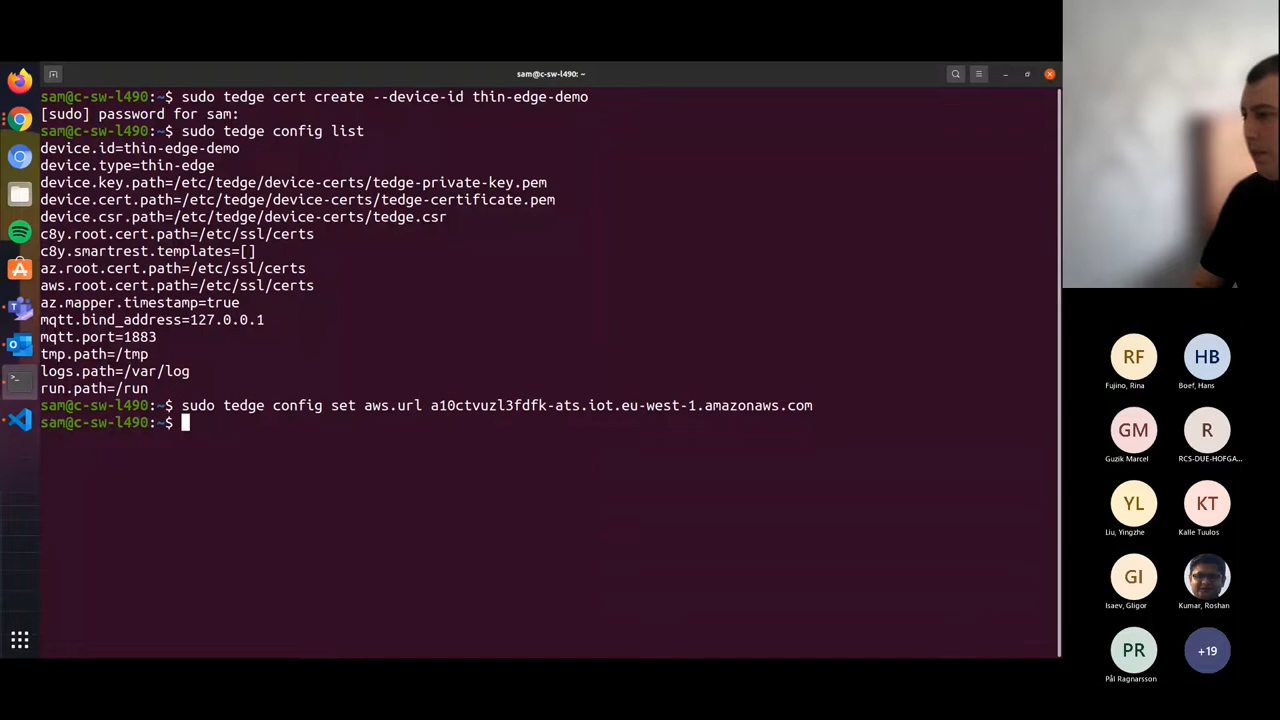 sam@c-sw-l490: ~
sam@c-sw-l490:~$ sudo tedge cert create --device-id thin-edge-demo
[sudo] password for sam:
sam@c-sw-l490:~$ sudo tedge config list
device.id=thin-edge-demo
device.type=thin-edge
device.key.path=/etc/tedge/device-certs/tedge-private-key.pem
device.cert.path=/etc/tedge/device-certs/tedge-certificate.pem
device.csr.path=/etc/tedge/device-certs/tedge.csr
c8y.root.cert.path=/etc/ssl/certs
c8y.smartrest.templates=[]
az.root.cert.path=/etc/ssl/certs
aws.root.cert.path=/etc/ssl/certs
az.mapper.timestamp=true
mqtt.bind_address=127.0.0.1
mqtt.port=1883
tmp.path=/tmp
logs.path=/var/log
run.path=/run
sam@c-sw-l490:~$ sudo tedge config set aws.url a10ctvuzl3fdfk-ats.iot.eu-west-1.amazonaws.com
sam@c-sw-l490:~$
RF HB
Fujino, Rina Boef, Hans
GM R
Guzik Marcel RCS-DUE-HOFGA...
YL KT
Liu, Yingzhe Kalle Tuulos
GI
Isaev, Gligor Kumar, Roshan
PR +19
Pål Ragnarsson